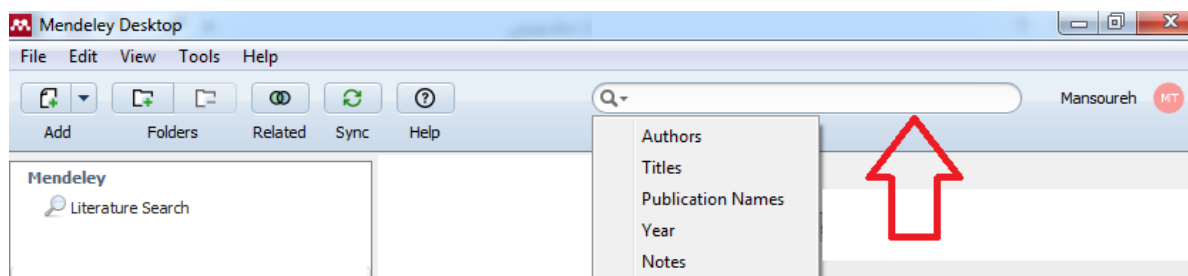 Mendeley Desktop
File Edit View Tools Help
Add Folders Related Sync Help
Mansoureh MT
Authors
Titles
Publication Names
Year
Notes
Mendeley
Literature Search